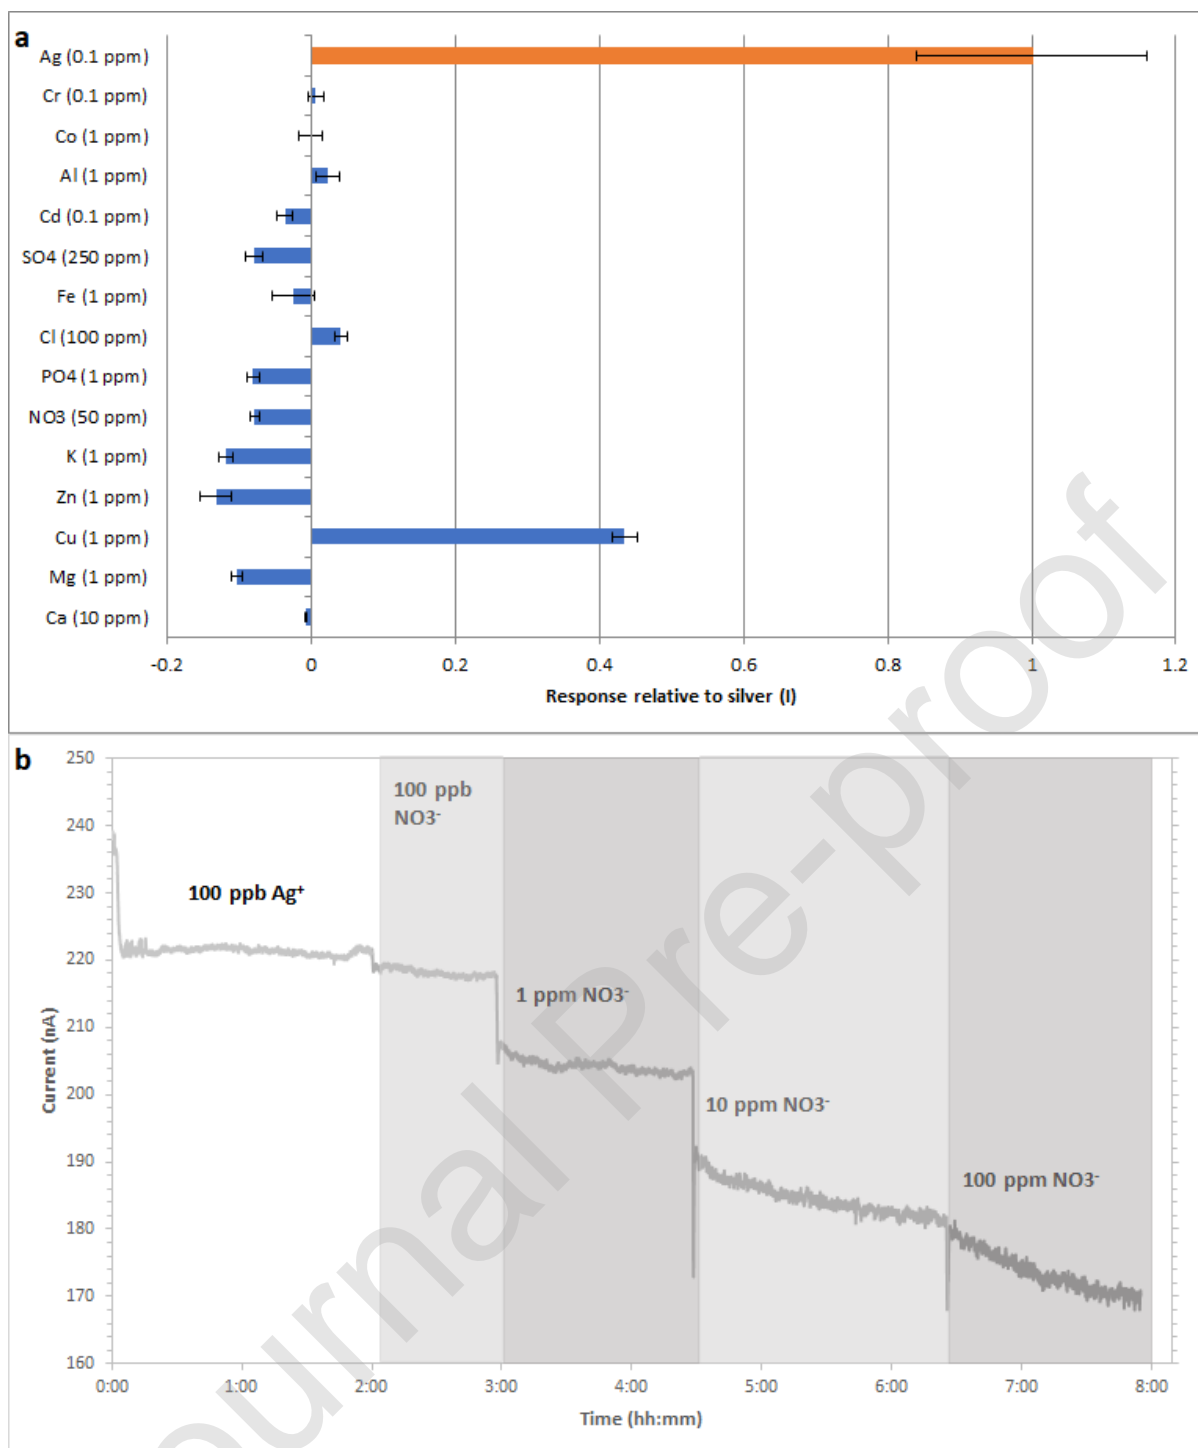 a
Ag (0.1 ppm)
Cr (0.1 ppm)
Co (1 ppm)
Al (1 ppm)
Cd (0.1 ppm)
SO4 (250 ppm)
Fe (1 ppm)
Cl (100 ppm)
PO4 (1 ppm)
NO3 (50 ppm)
K (1 ppm)
Zn (1 ppm)
Cu (1 ppm)
Mg (1 ppm)
Ca (10 ppm)
-0.2 0 0.2 0.4 0.6 0.8 1 1.2
Response relative to silver (I)
b
250
240
230
220
210
200
190
180
170
160
Current (nA)
100 ppb Ag⁺
100 ppb
NO3⁻
1 ppm NO3⁻
10 ppm NO3⁻
100 ppm NO3⁻
0:00 1:00 2:00 3:00 4:00 5:00 6:00 7:00 8:00
Time (hh:mm)
ournal Pre-proof